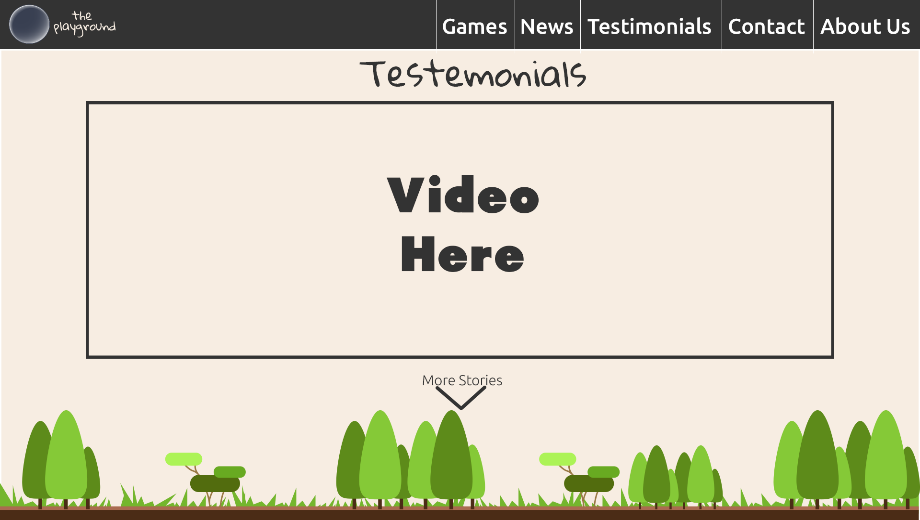 the
playground
Games
News
Testimonials
Contact
About Us
Testemonials
Video
Here
More Stories